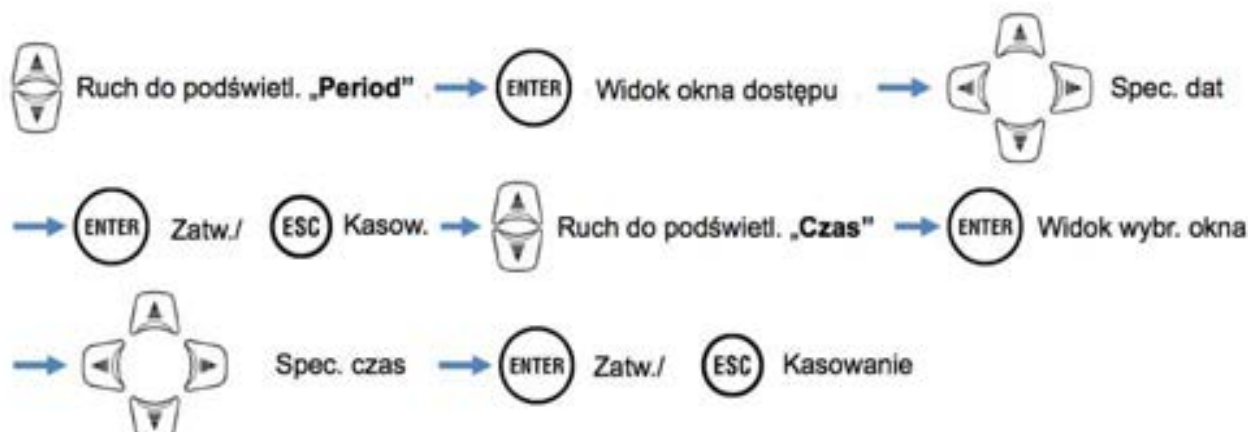 Ruch do podświetl. „Period” ENTER Widok okna dostępu Spec. dat
ENTER Zatw./ ESC Kasow. Ruch do podświetl. „Czas” ENTER Widok wybr. okna
Spec. czas ENTER Zatw./ ESC Kasowanie